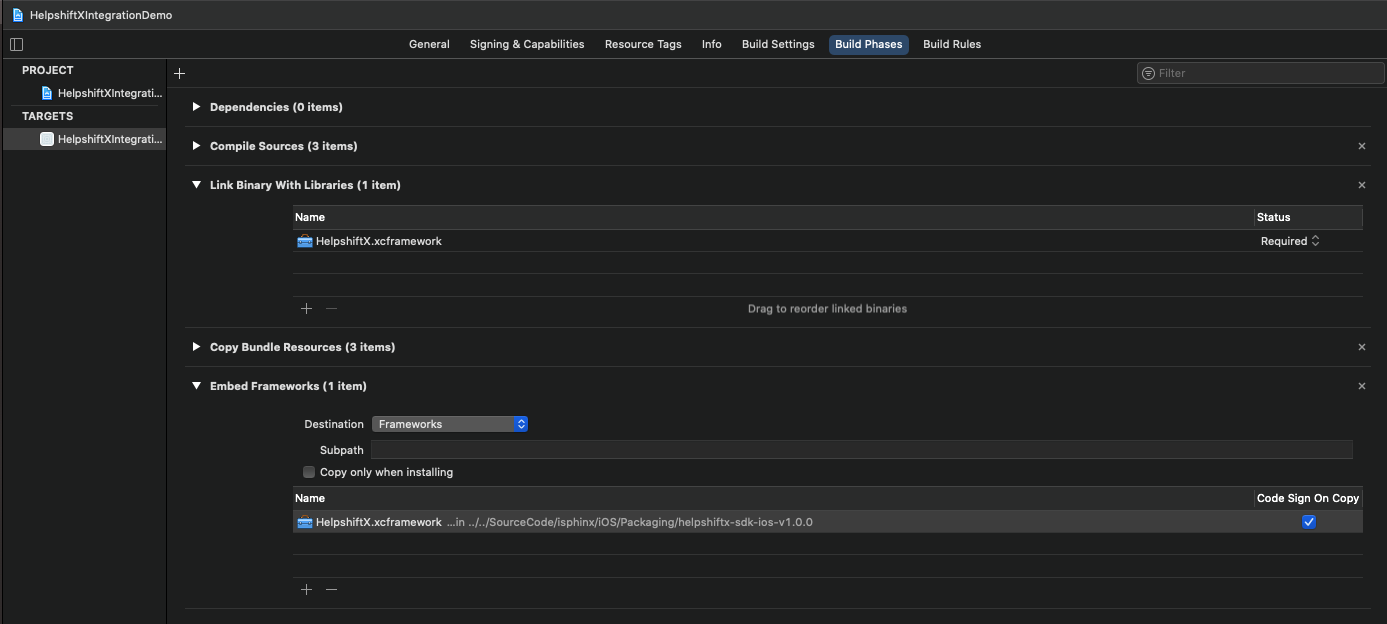 HelpshiftXIntegrationDemo
General Signing & Capabilities Resource Tags Info Build Settings Build Phases Build Rules
PROJECT
HelpshiftXIntegrati...
TARGETS
HelpshiftXIntegrati...
+ Filter
Dependencies (0 items)
Compile Sources (3 items) ×
Link Binary With Libraries (1 item) ×
Name Status
HelpshiftX.xcframework Required
+ — Drag to reorder linked binaries
Copy Bundle Resources (3 items) ×
Embed Frameworks (1 item) ×
Destination Frameworks
Subpath
Copy only when installing
Name Code Sign On Copy
HelpshiftX.xcframework ...in ../../SourceCode/isphinx/iOS/Packaging/helpshiftx-sdk-ios-v1.0.0
+ —